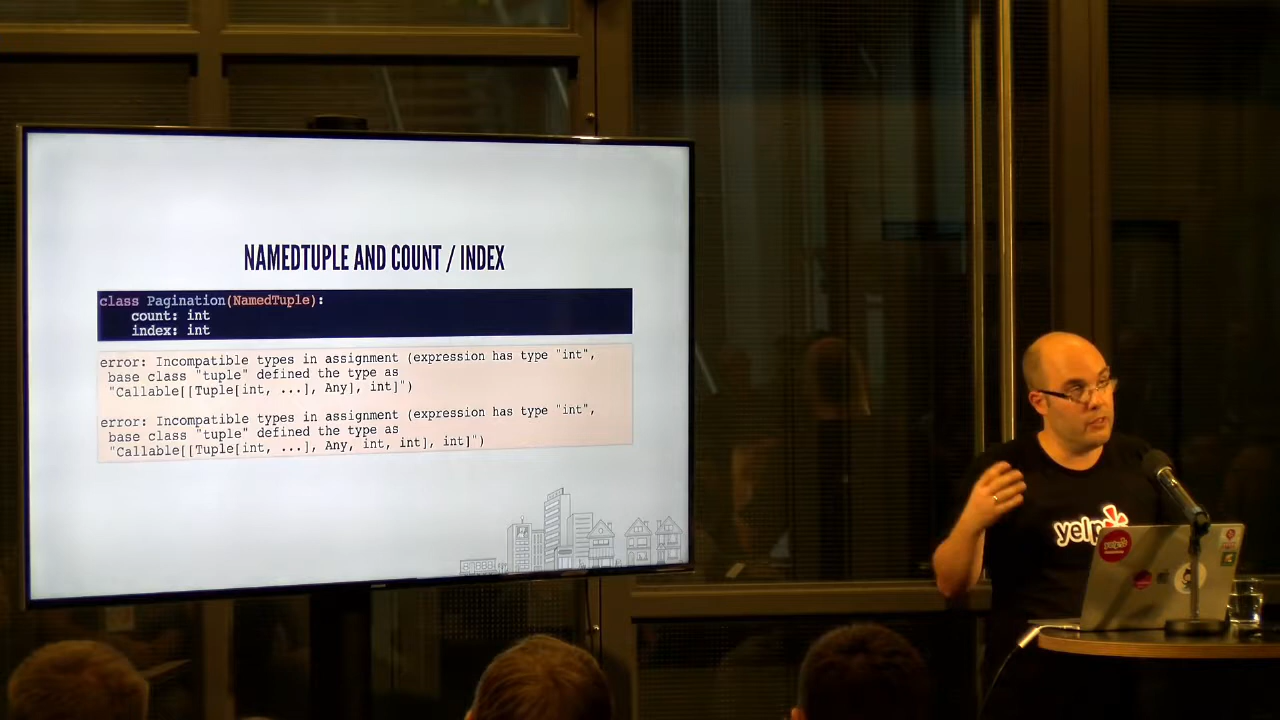 NAMEDTUPLE AND COUNT / INDEX
class Pagination(NamedTuple):
count: int
index: int
error: Incompatible types in assignment (expression has type "int",
base class "tuple" defined the type as
"Callable[[Tuple[int, ...], Any], int]")
error: Incompatible types in assignment (expression has type "int",
base class "tuple" defined the type as
"Callable[[Tuple[int, ...], Any, int, int], int]")
yelp